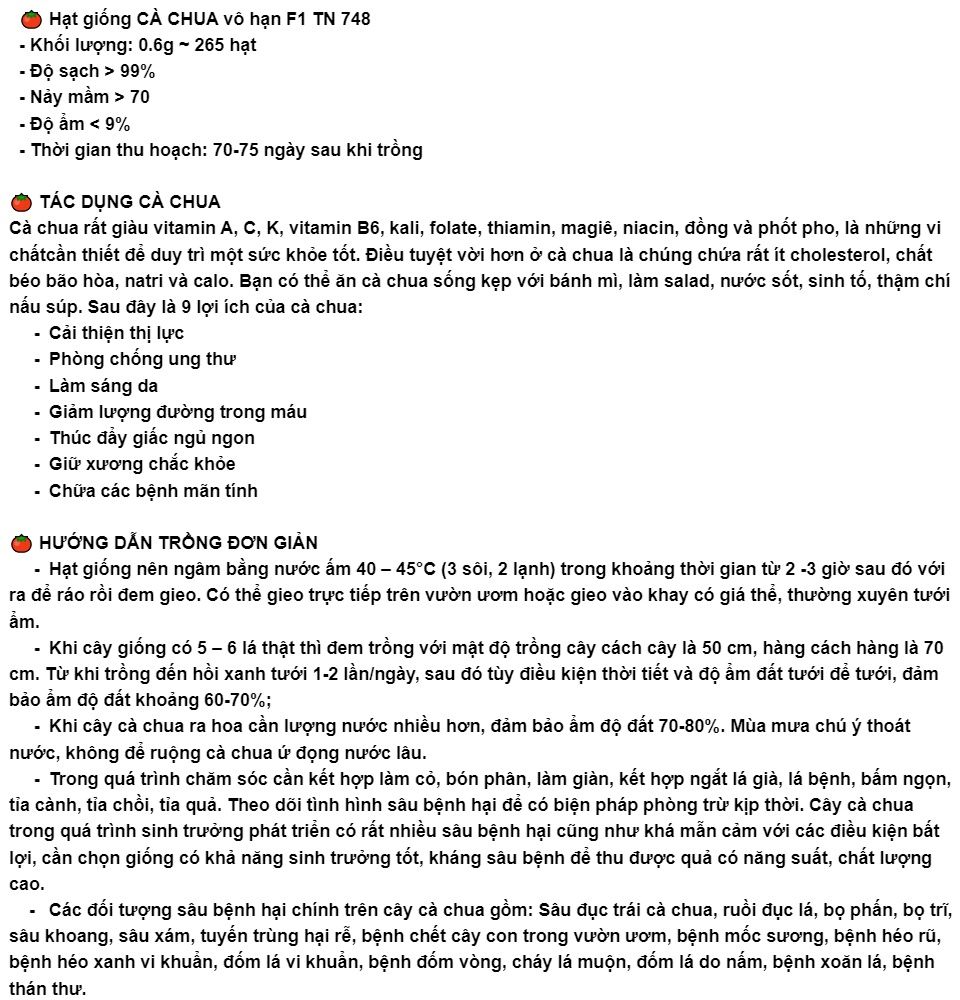 🍅 Hạt giống CÀ CHUA vô hạn F1 TN 748
- Khối lượng: 0.6g ~ 265 hạt
- Độ sạch > 99%
- Nảy mầm > 70
- Độ ẩm < 9%
- Thời gian thu hoạch: 70-75 ngày sau khi trồng
🍅 TÁC DỤNG CÀ CHUA
Cà chua rất giàu vitamin A, C, K, vitamin B6, kali, folate, thiamin, magiê, niacin, đồng và phốt pho, là những vi
chấtcần thiết để duy trì một sức khỏe tốt. Điều tuyệt vời hơn ở cà chua là chúng chứa rất ít cholesterol, chất
béo bão hòa, natri và calo. Bạn có thể ăn cà chua sống kẹp với bánh mì, làm salad, nước sốt, sinh tố, thậm chí
nấu súp. Sau đây là 9 lợi ích của cà chua:
- Cải thiện thị lực
- Phòng chống ung thư
- Làm sáng da
- Giảm lượng đường trong máu
- Thúc đẩy giấc ngủ ngon
- Giữ xương chắc khỏe
- Chữa các bệnh mãn tính
🍅 HƯỚNG DẪN TRỒNG ĐƠN GIẢN
- Hạt giống nên ngâm bằng nước ấm 40 – 45°C (3 sôi, 2 lạnh) trong khoảng thời gian từ 2 -3 giờ sau đó vớt
ra để ráo rồi đem gieo. Có thể gieo trực tiếp trên vườn ươm hoặc gieo vào khay có giá thể, thường xuyên tưới
ẩm.
- Khi cây giống có 5 – 6 lá thật thì đem trồng với mật độ trồng cây cách cây là 50 cm, hàng cách hàng là 70
cm. Từ khi trồng đến hồi xanh tưới 1-2 lần/ngày, sau đó tùy điều kiện thời tiết và độ ẩm đất tưới để tưới, đảm
bảo ẩm độ đất khoảng 60-70%;
- Khi cây cà chua ra hoa cần lượng nước nhiều hơn, đảm bảo ẩm độ đất 70-80%. Mùa mưa chú ý thoát
nước, không để ruộng cà chua ứ đọng nước lâu.
- Trong quá trình chăm sóc cần kết hợp làm cỏ, bón phân, làm giàn, kết hợp ngắt lá già, lá bệnh, bấm ngọn,
tỉa cành, tỉa chồi, tỉa quả. Theo dõi tình hình sâu bệnh hại để có biện pháp phòng trừ kịp thời. Cây cà chua
trong quá trình sinh trưởng phát triển có rất nhiều sâu bệnh hại cũng như khá mẫn cảm với các điều kiện bất
lợi, cần chọn giống có khả năng sinh trưởng tốt, kháng sâu bệnh để thu được quả có năng suất, chất lượng
cao.
- Các đối tượng sâu bệnh hại chính trên cây cà chua gồm: Sâu đục trái cà chua, ruồi đục lá, bọ phấn, bọ trĩ,
sâu khoang, sâu xám, tuyến trùng hại rễ, bệnh chết cây con trong vườn ươm, bệnh mốc sương, bệnh héo rũ,
bệnh héo xanh vi khuẩn, đốm lá vi khuẩn, bệnh đốm vòng, cháy lá muộn, đốm lá do nấm, bệnh xoăn lá, bệnh
thán thư.